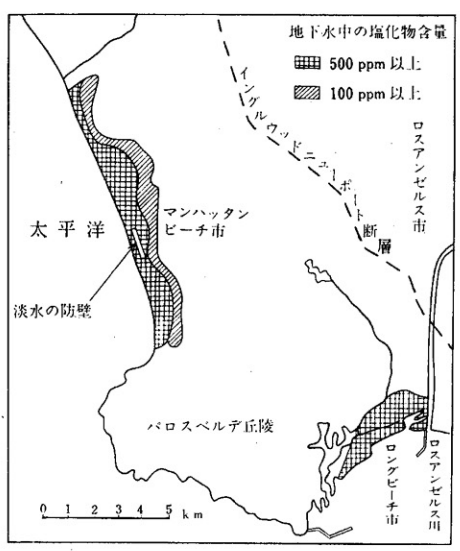 地下水中の塩化物含量
500 ppm 以上
100 ppm 以上
イングルウッドニューポート断層
ロスアンゼルス市
太平洋
マンハッタン
ビーチ市
淡水の防壁
パロスベルデ丘陵
ロングビーチ市
ロスアンゼルス川
0 1 2 3 4 5 km